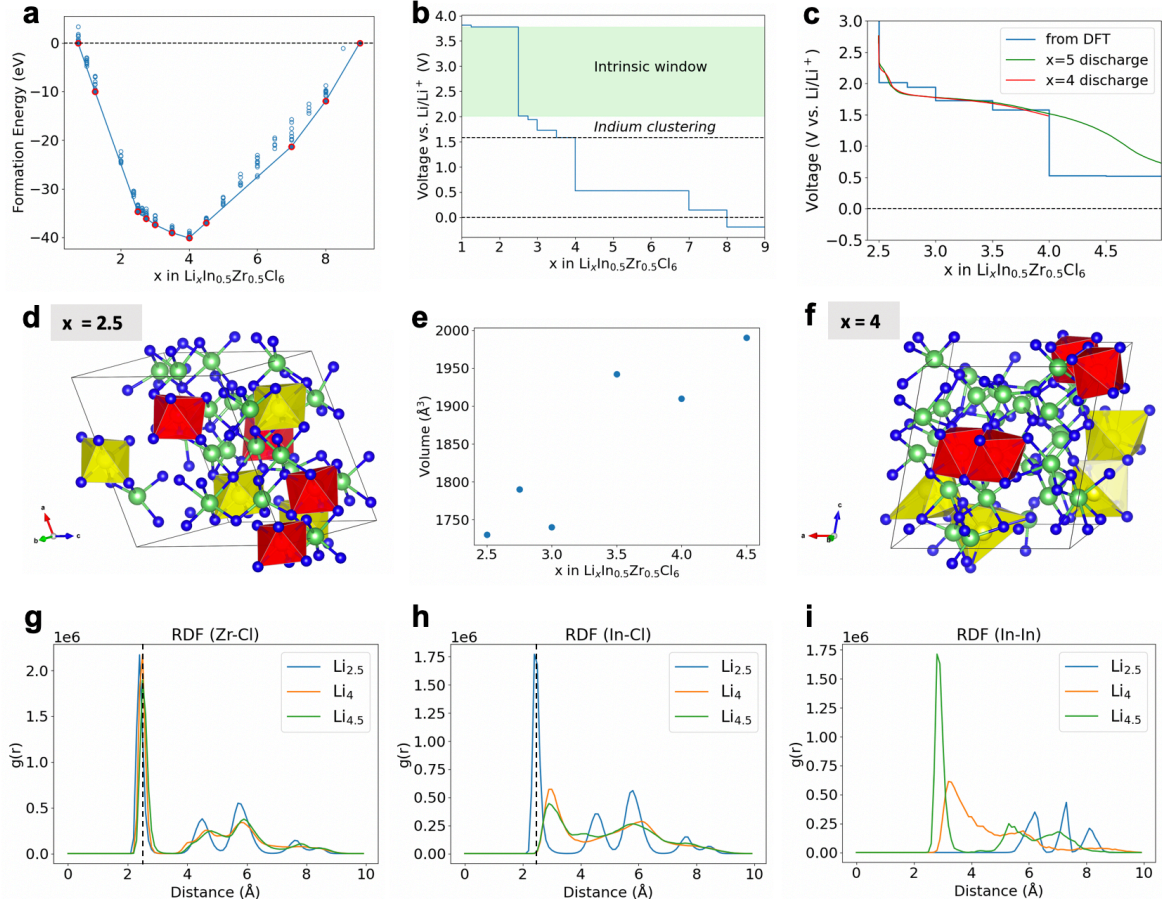 a
0
−10
−20
−30
−40
2
4
6
8
Formation Energy (eV)
x in LiₓIn₀.₅Zr₀.₅Cl₆
b
4.0
3.5
3.0
2.5
2.0
1.5
1.0
0.5
0.0
1
2
3
4
5
6
7
8
9
Voltage vs. Li/Li⁺ (V)
Intrinsic window
Indium clustering
x in LiₓIn₀.₅Zr₀.₅Cl₆
c
3.0
2.5
2.0
1.5
1.0
0.5
0.0
−0.5
2.5
3.0
3.5
4.0
4.5
Voltage (V vs. Li/Li⁺)
from DFT
x=5 discharge
x=4 discharge
x in LiₓIn₀.₅Zr₀.₅Cl₆
d
x = 2.5
a
b
c
e
2000
1950
1900
1850
1800
1750
2.5
3.0
3.5
4.0
4.5
Volume (Å³)
x in LiₓIn₀.₅Zr₀.₅Cl₆
f
x = 4
c
a
g
RDF (Zr-Cl)
1e6
2.0
1.5
1.0
0.5
0.0
0
2
4
6
8
10
g(r)
Li₂.₅
Li₄
Li₄.₅
Distance (Å)
h
RDF (In-Cl)
1e6
1.75
1.50
1.25
1.00
0.75
0.50
0.25
0.00
0
2
4
6
8
10
g(r)
Li₂.₅
Li₄
Li₄.₅
Distance (Å)
i
RDF (In-In)
1e6
1.75
1.50
1.25
1.00
0.75
0.50
0.25
0.00
0
2
4
6
8
10
g(r)
Li₂.₅
Li₄
Li₄.₅
Distance (Å)